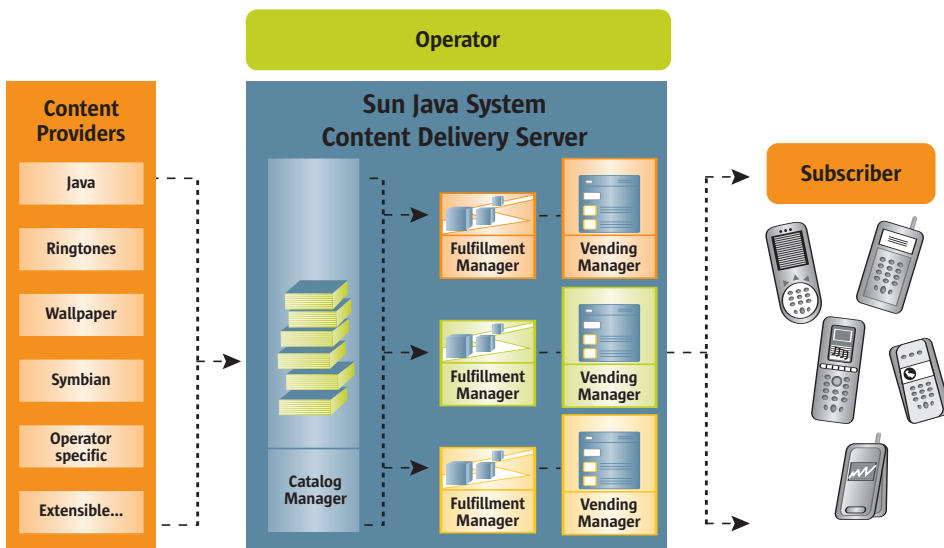 Operator
Content
Providers
Java
Ringtones
Wallpaper
Symbian
Operator
specific
Extensible...
Sun Java System
Content Delivery Server
Catalog
Manager
Fulfillment
Manager
Vending
Manager
Fulfillment
Manager
Vending
Manager
Fulfillment
Manager
Vending
Manager
Subscriber